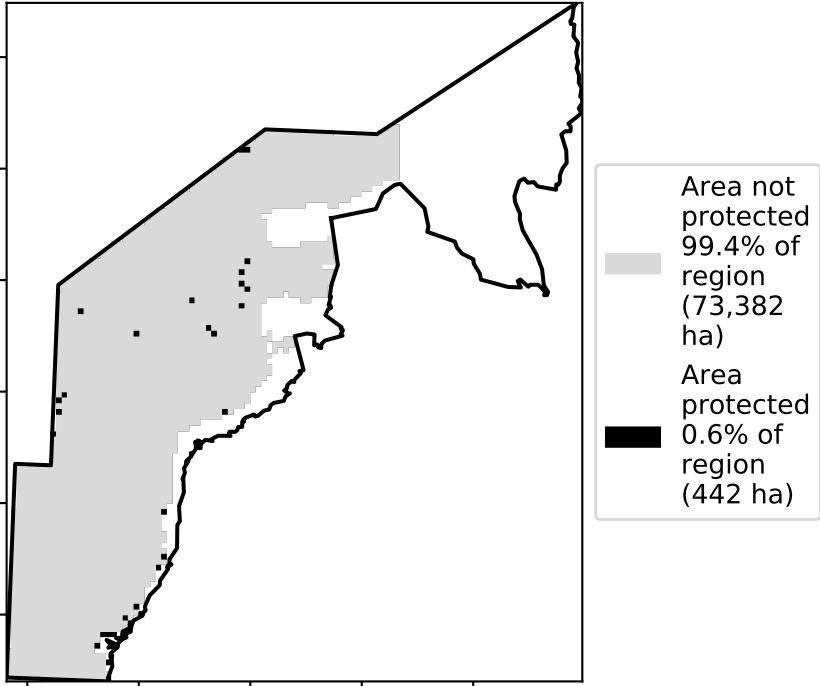 Area not
protected
99.4% of
region
(73,382
ha)
Area
protected
0.6% of
region
(442 ha)